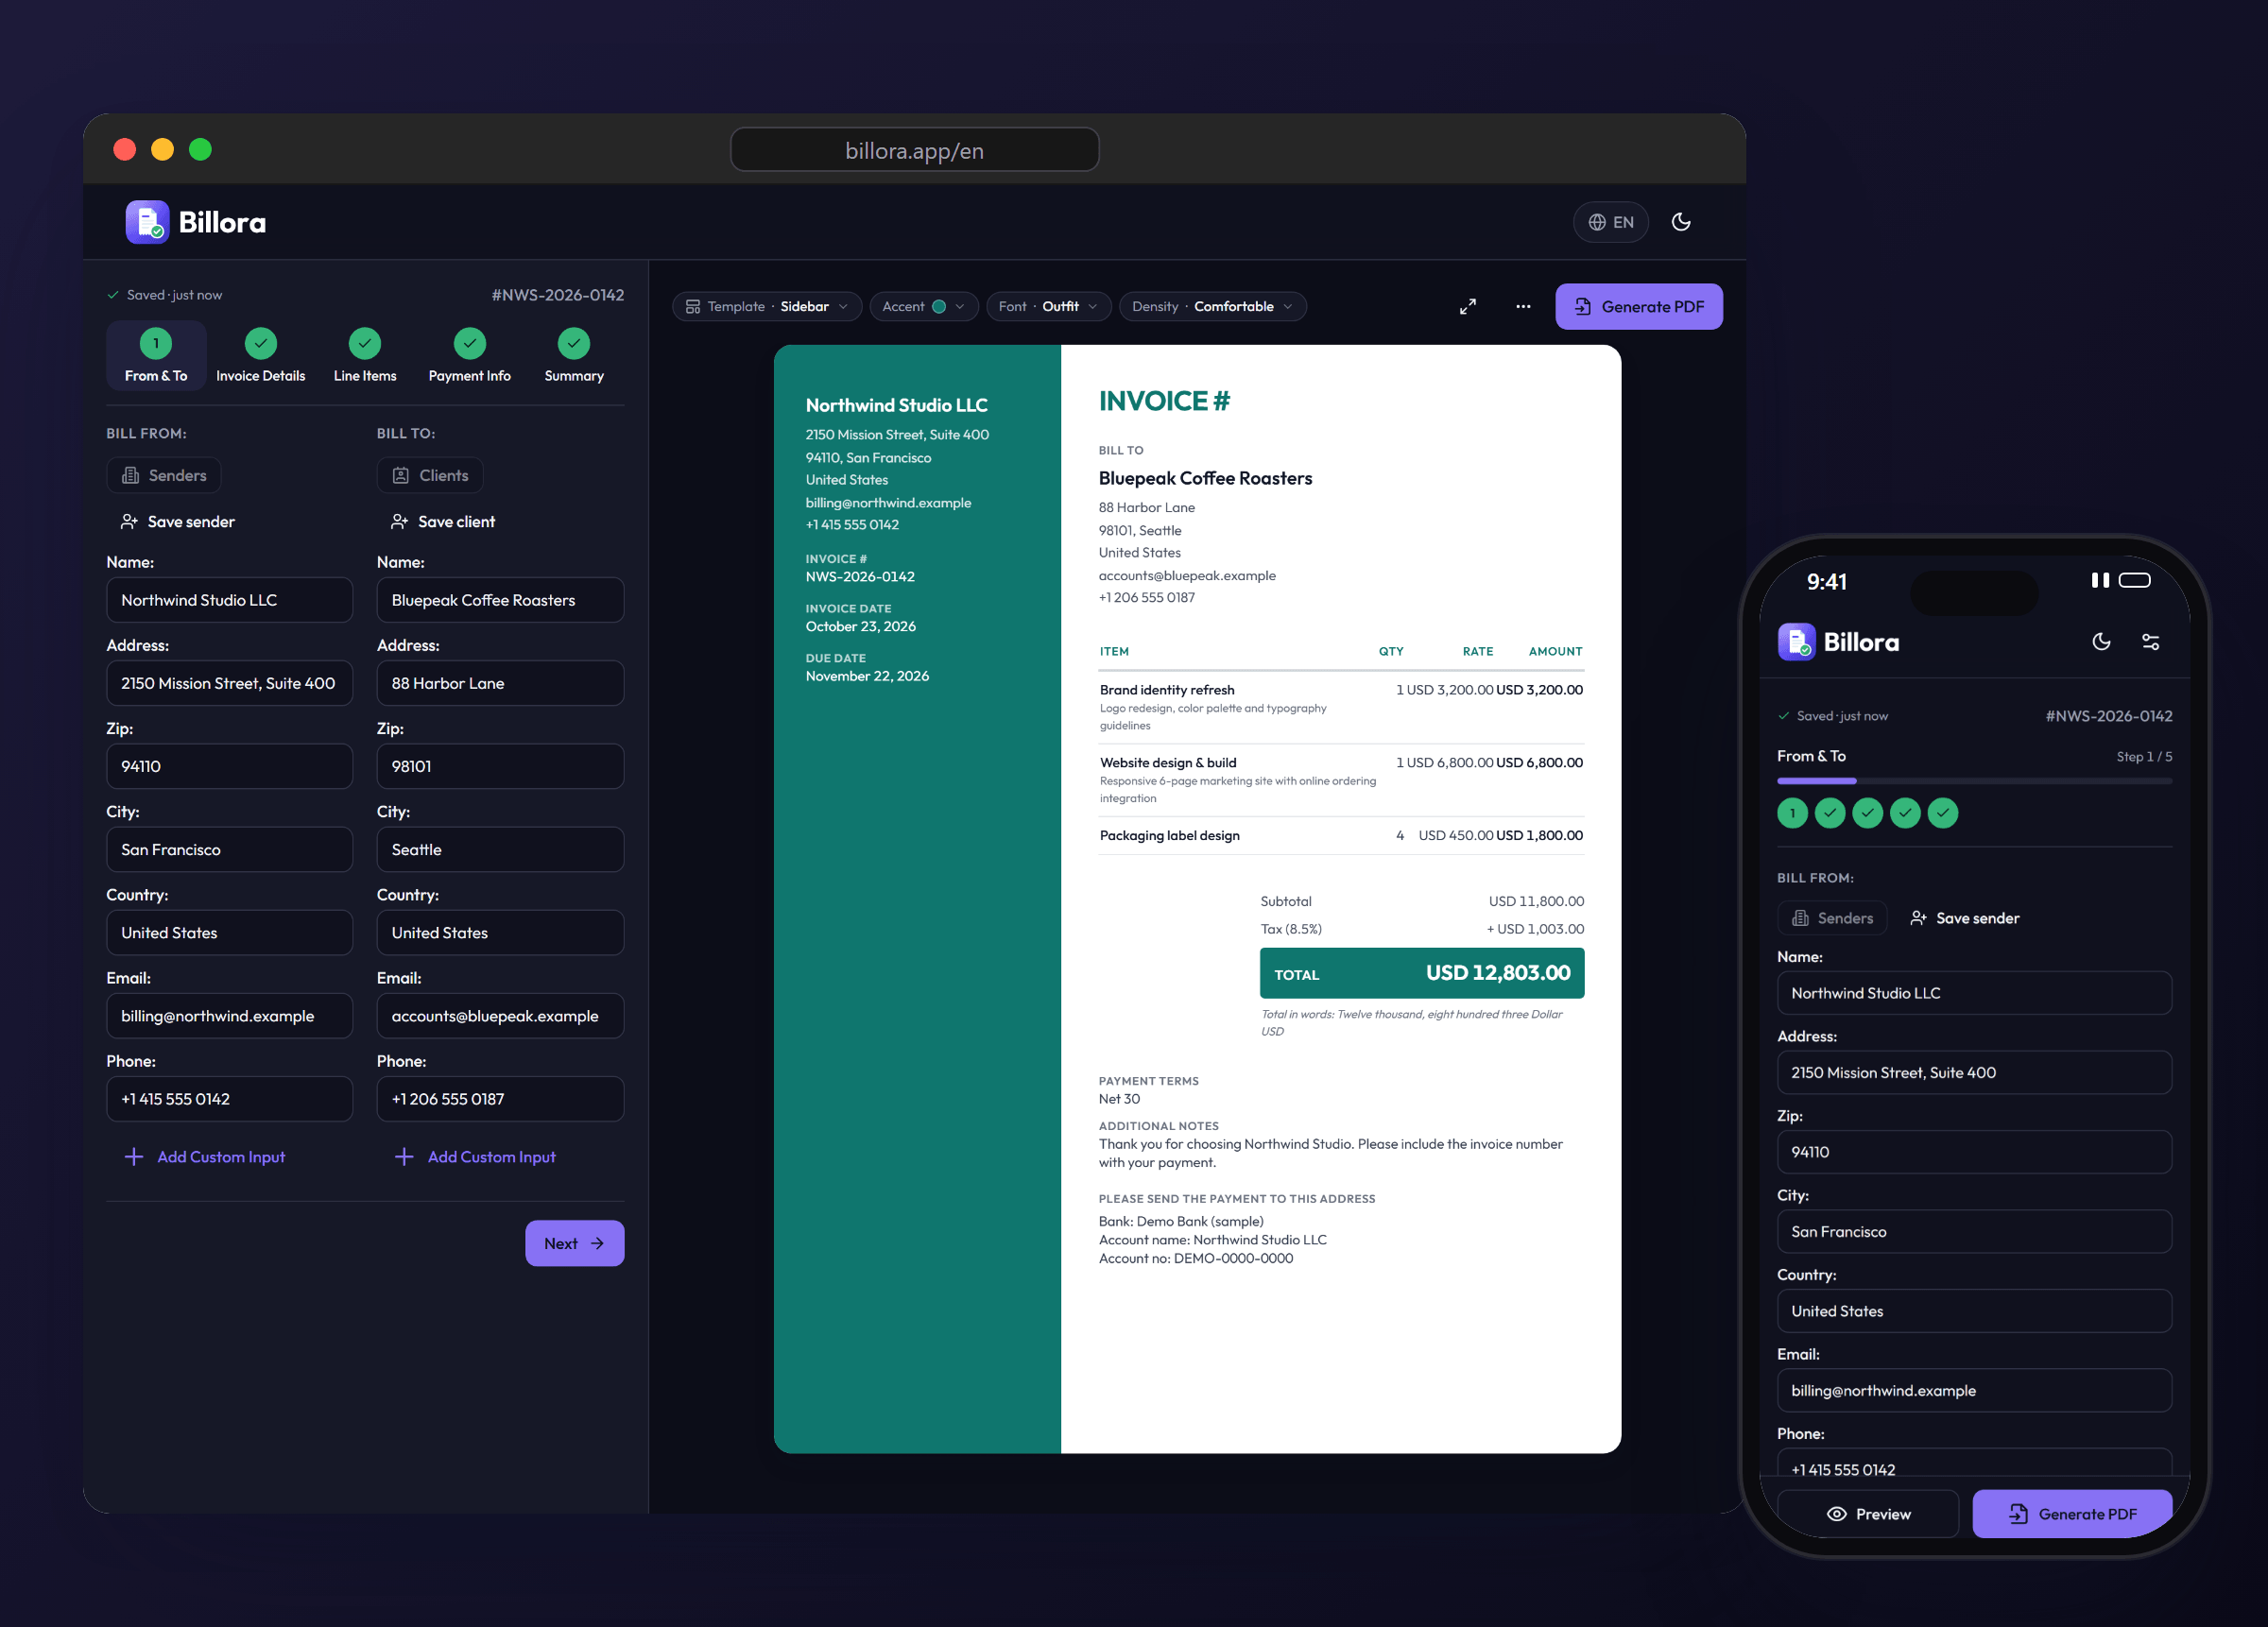 billora.app/en
Billora
EN
Saved · just now
#NWS-2026-0142
1
From & To
Invoice Details
Line Items
Payment Info
Summary
BILL FROM:
Senders
Save sender
Name:
Northwind Studio LLC
Address:
2150 Mission Street, Suite 400
Zip:
94110
City:
San Francisco
Country:
United States
Email:
billing@northwind.example
Phone:
+1 415 555 0142
Add Custom Input
BILL TO:
Clients
Save client
Name:
Bluepeak Coffee Roasters
Address:
88 Harbor Lane
Zip:
98101
City:
Seattle
Country:
United States
Email:
accounts@bluepeak.example
Phone:
+1 206 555 0187
Add Custom Input
Next
Template · Sidebar
Accent
Font · Outfit
Density · Comfortable
Generate PDF
Northwind Studio LLC
2150 Mission Street, Suite 400
94110, San Francisco
United States
billing@northwind.example
+1 415 555 0142
INVOICE #
NWS-2026-0142
INVOICE DATE
October 23, 2026
DUE DATE
November 22, 2026
INVOICE #
BILL TO
Bluepeak Coffee Roasters
88 Harbor Lane
98101, Seattle
United States
accounts@bluepeak.example
+1 206 555 0187
ITEM QTY RATE AMOUNT
Brand identity refresh 1 USD 3,200.00 USD 3,200.00
Logo redesign, color palette and typography
guidelines
Website design & build 1 USD 6,800.00 USD 6,800.00
Responsive 6-page marketing site with online ordering
integration
Packaging label design 4 USD 450.00 USD 1,800.00
Subtotal USD 11,800.00
Tax (8.5%) + USD 1,003.00
TOTAL USD 12,803.00
Total in words: Twelve thousand, eight hundred three Dollar
USD
PAYMENT TERMS
Net 30
ADDITIONAL NOTES
Thank you for choosing Northwind Studio. Please include the invoice number
with your payment.
PLEASE SEND THE PAYMENT TO THIS ADDRESS
Bank: Demo Bank (sample)
Account name: Northwind Studio LLC
Account no: DEMO-0000-0000
9:41
Billora
Saved · just now
#NWS-2026-0142
From & To
Step 1 / 5
1
BILL FROM:
Senders
Save sender
Name:
Northwind Studio LLC
Address:
2150 Mission Street, Suite 400
Zip:
94110
City:
San Francisco
Country:
United States
Email:
billing@northwind.example
Phone:
+1 415 555 0142
Preview
Generate PDF